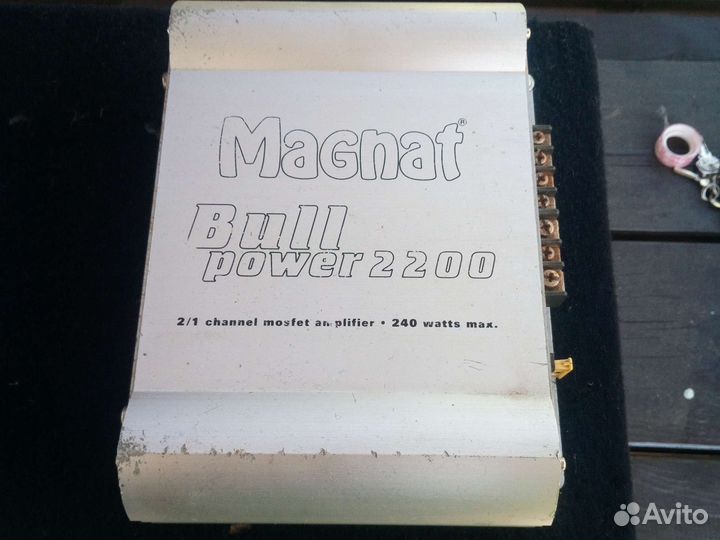 Magnat®
Bull
power 2200
2/1 channel mosfet amplifier • 240 watts max.
Avito